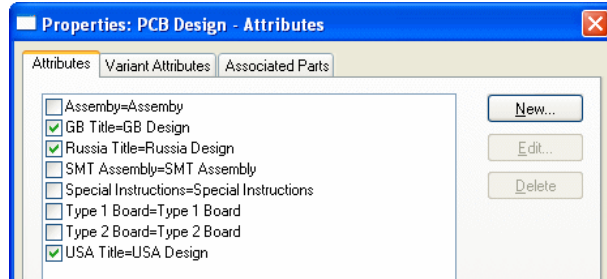 Properties: PCB Design - Attributes
Attributes Variant Attributes Associated Parts
Assemby=Assemby
GB Title=GB Design
Russia Title=Russia Design
SMT Assembly=SMT Assembly
Special Instructions=Special Instructions
Type 1 Board=Type 1 Board
Type 2 Board=Type 2 Board
USA Title=USA Design
New...
Edit...
Delete